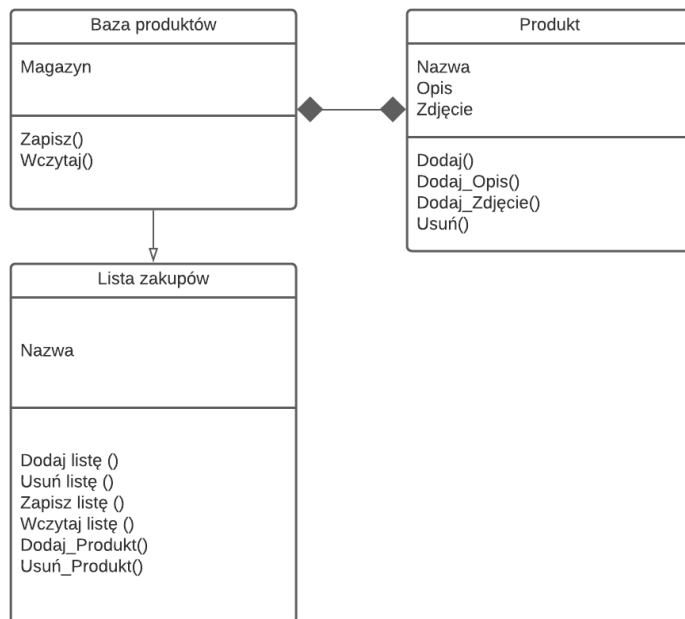 Baza produktów
Magazyn
Zapisz()
Wczytaj()
Produkt
Nazwa
Opis
Zdjęcie
Dodaj()
Dodaj_Opis()
Dodaj_Zdjęcie()
Usuń()
Lista zakupów
Nazwa
Dodaj listę ()
Usuń listę ()
Zapisz listę ()
Wczytaj listę ()
Dodaj_Produkt()
Usuń_Produkt()